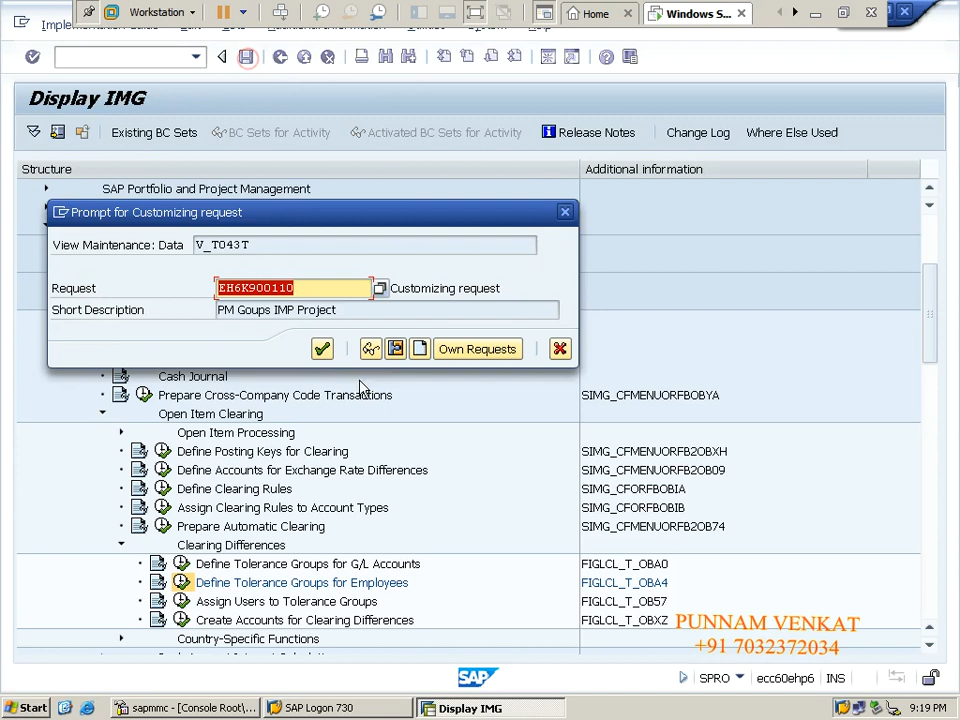 Workstation
Home
Windows S...
Display IMG
Existing BC Sets
BC Sets for Activity
Activated BC Sets for Activity
Release Notes
Change Log
Where Else Used
Structure
Additional information
SAP Portfolio and Project Management
Prompt for Customizing request
View Maintenance: Data
V_T043T
Request
EH6K900110
Customizing request
Short Description
PM Goups IMP Project
Own Requests
Cash Journal
Prepare Cross-Company Code Transactions
SIMG_CFMENUORFBOBYA
Open Item Clearing
Open Item Processing
Define Posting Keys for Clearing
SIMG_CFMENUORFB2OBXH
Define Accounts for Exchange Rate Differences
SIMG_CFMENUORFB2OB09
Define Clearing Rules
SIMG_CFORFBOBIA
Assign Clearing Rules to Account Types
SIMG_CFORFBOBIB
Prepare Automatic Clearing
SIMG_CFMENUORFB2OB74
Clearing Differences
Define Tolerance Groups for G/L Accounts
FIGLCL_T_OBA0
Define Tolerance Groups for Employees
FIGLCL_T_OBA4
Assign Users to Tolerance Groups
FIGLCL_T_OB57
Create Accounts for Clearing Differences
FIGLCL_T_OBXZ
Country-Specific Functions
PUNNAM VENKAT
+91 7032372034
SAP
SPRO
ecc60ehp6
INS
Start
sapmmc - [Console Root\...
SAP Logon 730
Display IMG
9:19 PM